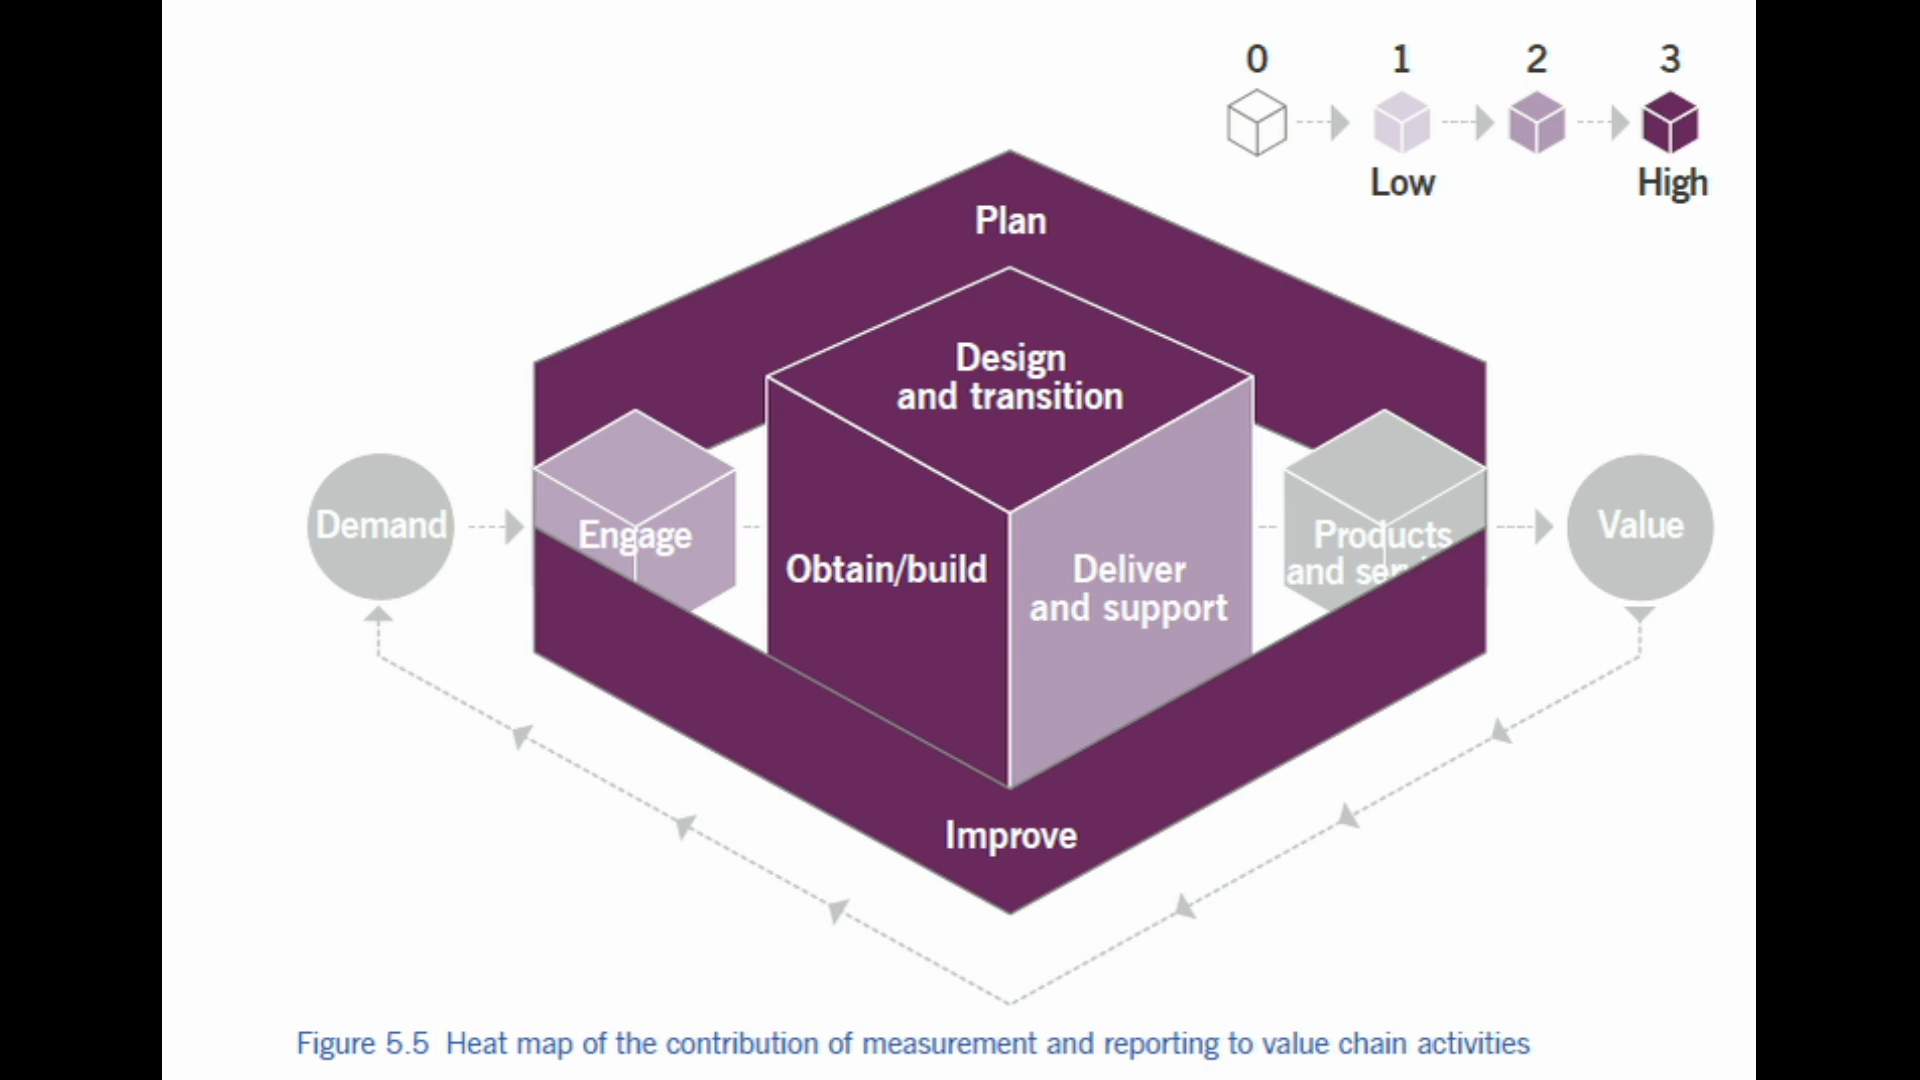 0
1
2
3
Low
High
Plan
Design
and transition
Demand
Engage
Obtain/build
Deliver
and support
Products
and
Value
Improve
Figure 5.5 Heat map of the contribution of measurement and reporting to value chain activities